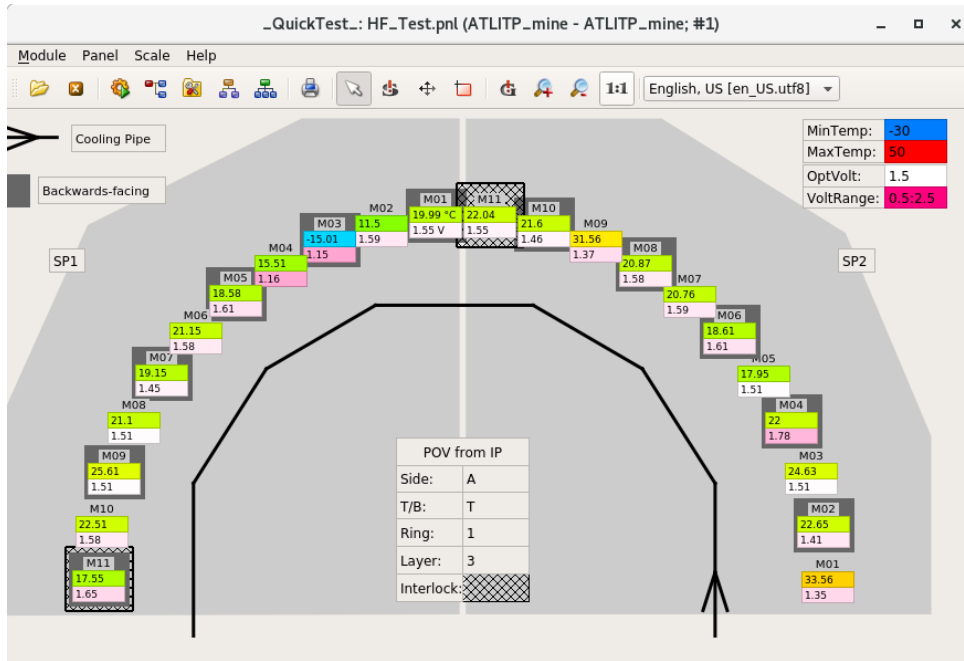 _QuickTest_: HF_Test.pnl (ATLITP_mine - ATLITP_mine; #1)
Module Panel Scale Help
1:1 English, US [en_US.utf8]
Cooling Pipe
Backwards-facing
MinTemp: -30
MaxTemp: 50
OptVolt: 1.5
VoltRange: 0.5:2.5
SP1
SP2
M01
19.99 °C
1.55 V
M02
11.5
1.59
M03
-15.01
1.15
M04
15.51
1.16
M05
18.58
1.61
M06
21.15
1.58
M07
19.15
1.45
M08
21.1
1.51
M09
25.61
1.51
M10
22.51
1.58
M11
17.55
1.65
M11
22.04
1.55
M10
21.6
1.46
M09
31.56
1.37
M08
20.87
1.58
M07
20.76
1.59
M06
18.61
1.61
M05
17.95
1.51
M04
22
1.78
M03
24.63
1.51
M02
22.65
1.41
M01
33.56
1.35
POV from IP
Side: A
T/B: T
Ring: 1
Layer: 3
Interlock: